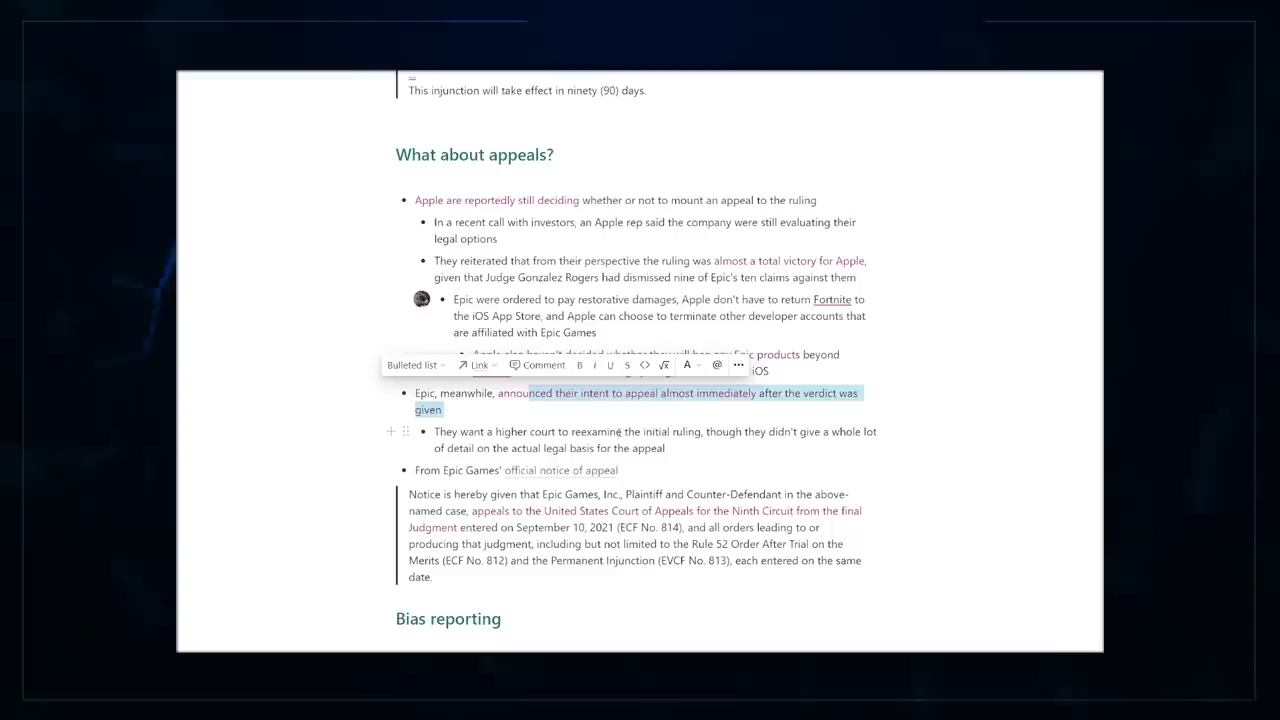 This injunction will take effect in ninety (90) days.
What about appeals?
Apple are reportedly still deciding whether or not to mount an appeal to the ruling
In a recent call with investors, an Apple rep said the company were still evaluating their
legal options
They reiterated that from their perspective the ruling was almost a total victory for Apple,
given that Judge Gonzalez Rogers had dismissed nine of Epic's ten claims against them
Epic were ordered to pay restorative damages, Apple don't have to return Fortnite to
the iOS App Store, and Apple can choose to terminate other developer accounts that
are affiliated with Epic Games
Apple also haven't decided whether they will ban any Epic products beyond
iOS
Bulleted list Link Comment B i U S <> √x A @ •••
Epic, meanwhile, announced their intent to appeal almost immediately after the verdict was
given
They want a higher court to reexamine the initial ruling, though they didn't give a whole lot
of detail on the actual legal basis for the appeal
From Epic Games' official notice of appeal
Notice is hereby given that Epic Games, Inc., Plaintiff and Counter-Defendant in the above-
named case, appeals to the United States Court of Appeals for the Ninth Circuit from the final
Judgment entered on September 10, 2021 (ECF No. 814), and all orders leading to or
producing that judgment, including but not limited to the Rule 52 Order After Trial on the
Merits (ECF No. 812) and the Permanent Injunction (EVCF No. 813), each entered on the same
date.
Bias reporting